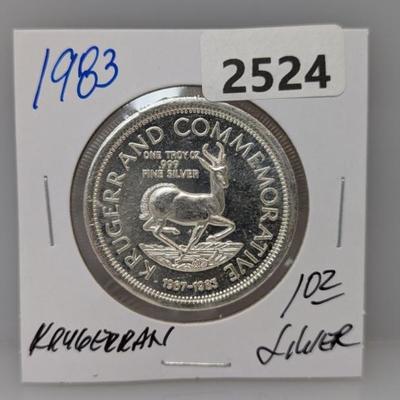 1983
2524
KRUGERRAND COMMEMORATIVE
ONE TROY OZ
.999
FINE SILVER
1967-1983
1 OZ
KRUGERRAN
SILVER